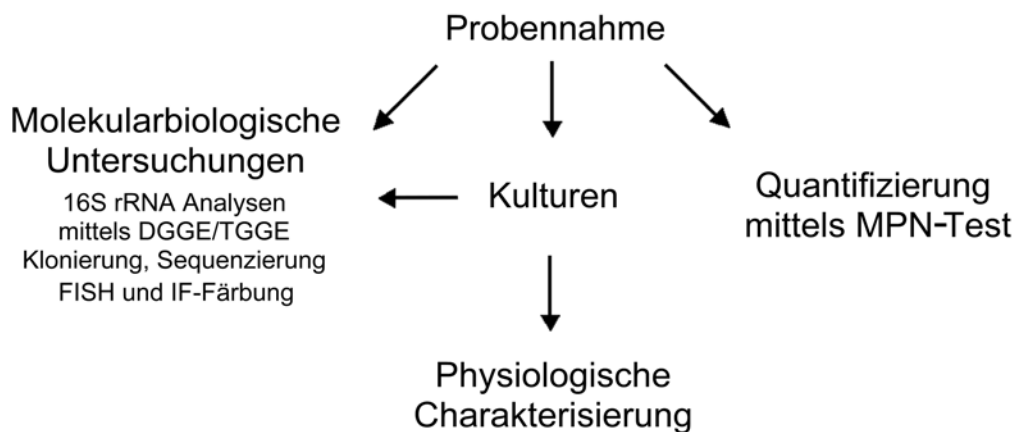 Probennahme
Molekularbiologische
Untersuchungen
16S rRNA Analysen
mittels DGGE/TGGE
Klonierung, Sequenzierung
FISH und IF-Färbung
Kulturen
Quantifizierung
mittels MPN-Test
Physiologische
Charakterisierung